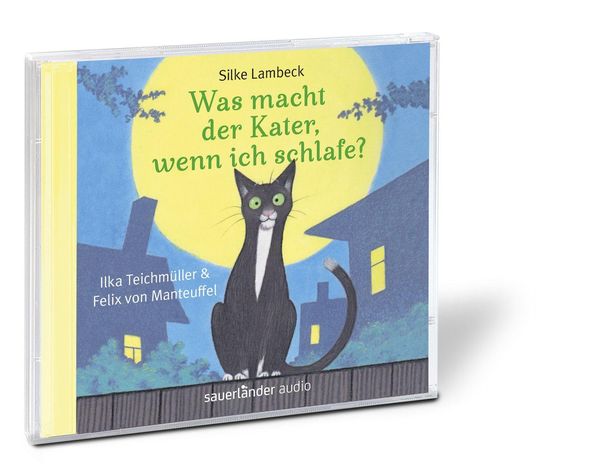 Silke Lambeck
Was macht
der Kater,
wenn ich schlafe?
Ilka Teichmüller &
Felix von Manteuffel
sauerländer audio